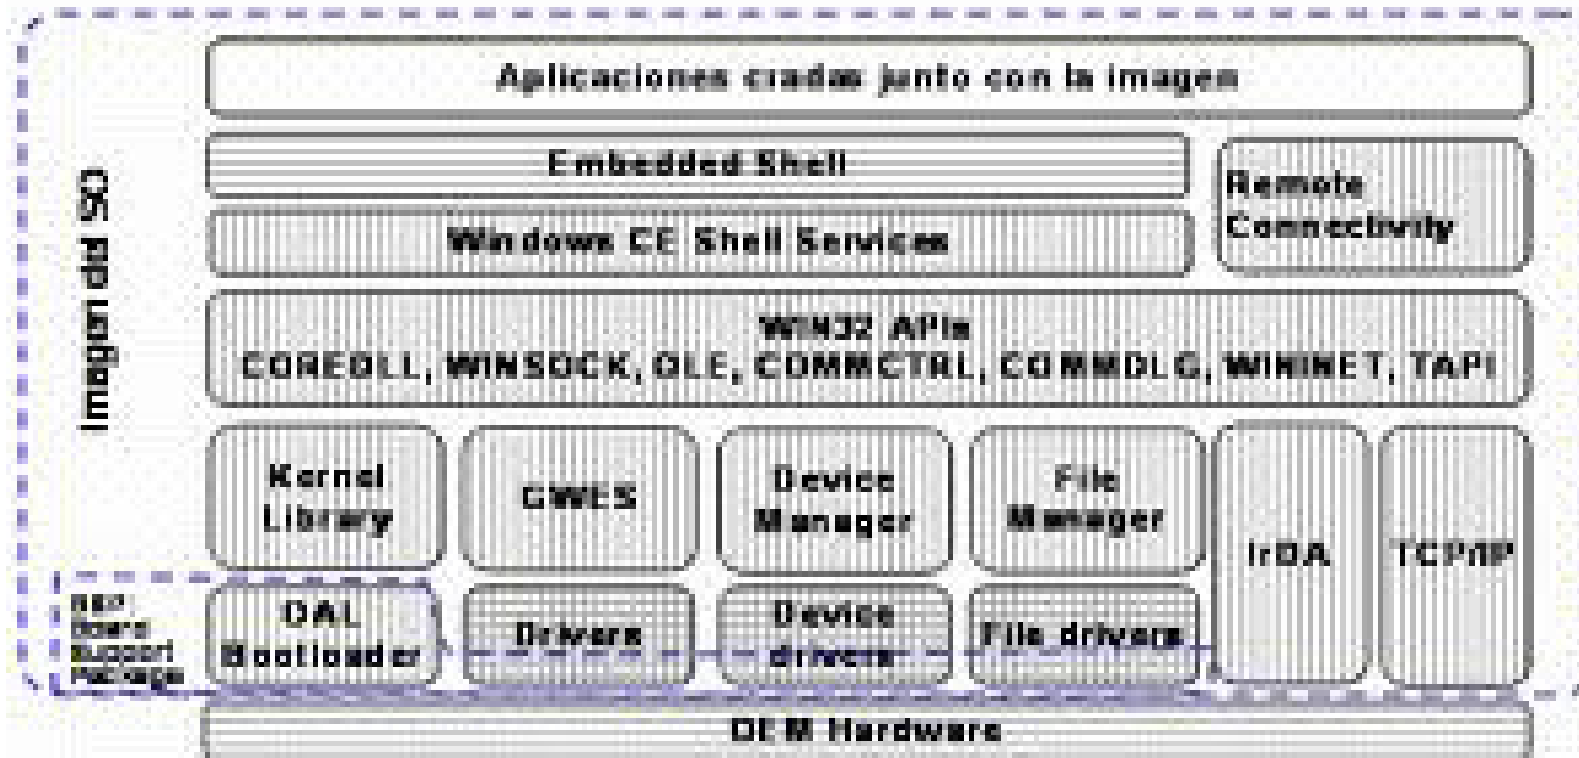 Aplicaciones cradas junto con la imagen
Embedded Shell
Remote
Connectivity
Windows CE Shell Services
Imagen del OS
WIN32 APIs
COREDLL, WINSOCK, OLE, COMMCTRL, COMMDLG, WININET, TAPI
Kernel
Library
GWES
Device
Manager
File
Manager
IrDA
TCP/IP
BSP:
Board
Support
Package
OAL
Bootloader
Drivers
Device
drivers
File drivers
OEM Hardware